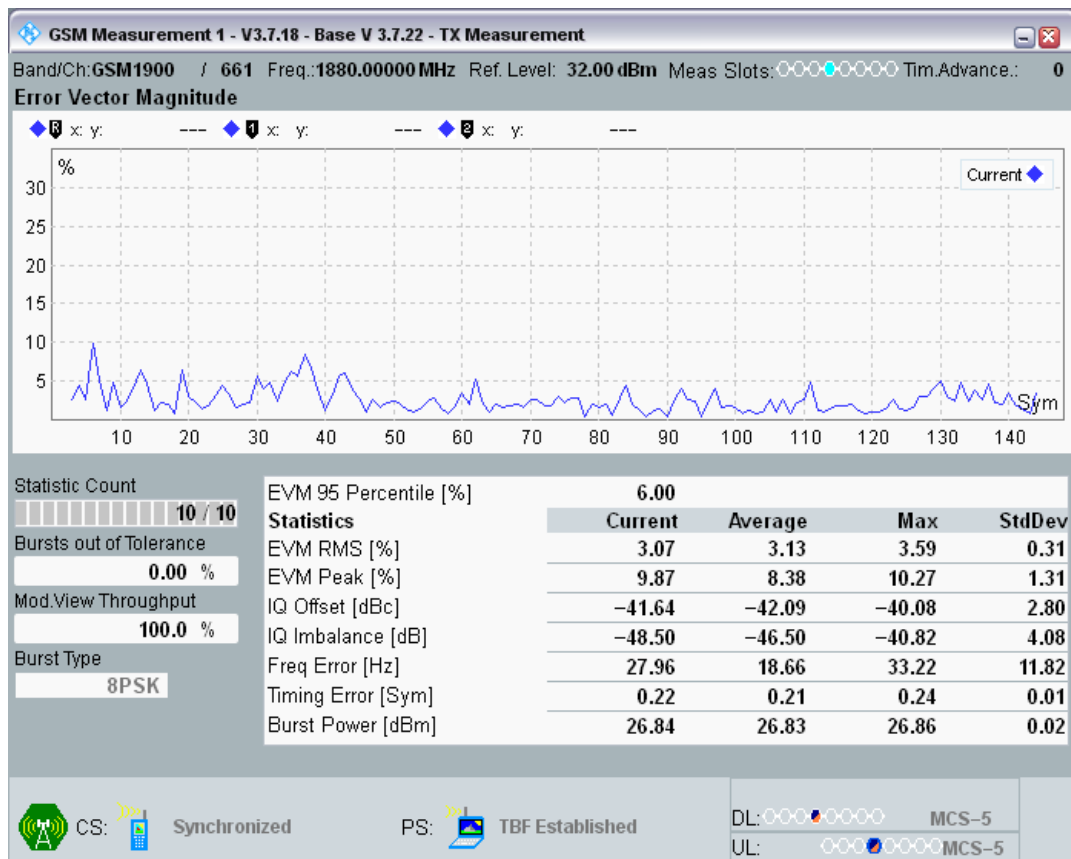 GSM Measurement 1 - V3.7.18 - Base V 3.7.22 - TX Measurement
Band/Ch:GSM1900 / 661 Freq.:1880.00000 MHz Ref. Level: 32.00 dBm Meas Slots: Tim.Advance.: 0
Error Vector Magnitude
R x: y: --- 1 x: y: --- 2 x: y: ---
%
Current
30
25
20
15
10
5
Sym
10 20 30 40 50 60 70 80 90 100 110 120 130 140
Statistic Count
10 / 10
Bursts out of Tolerance
0.00 %
Mod.View Throughput
100.0 %
Burst Type
8PSK
EVM 95 Percentile [%] 6.00
Statistics Current Average Max StdDev
EVM RMS [%] 3.07 3.13 3.59 0.31
EVM Peak [%] 9.87 8.38 10.27 1.31
IQ Offset [dBc] −41.64 −42.09 −40.08 2.80
IQ Imbalance [dB] −48.50 −46.50 −40.82 4.08
Freq Error [Hz] 27.96 18.66 33.22 11.82
Timing Error [Sym] 0.22 0.21 0.24 0.01
Burst Power [dBm] 26.84 26.83 26.86 0.02
CS: Synchronized PS: TBF Established
DL: MCS−5
UL: MCS−5